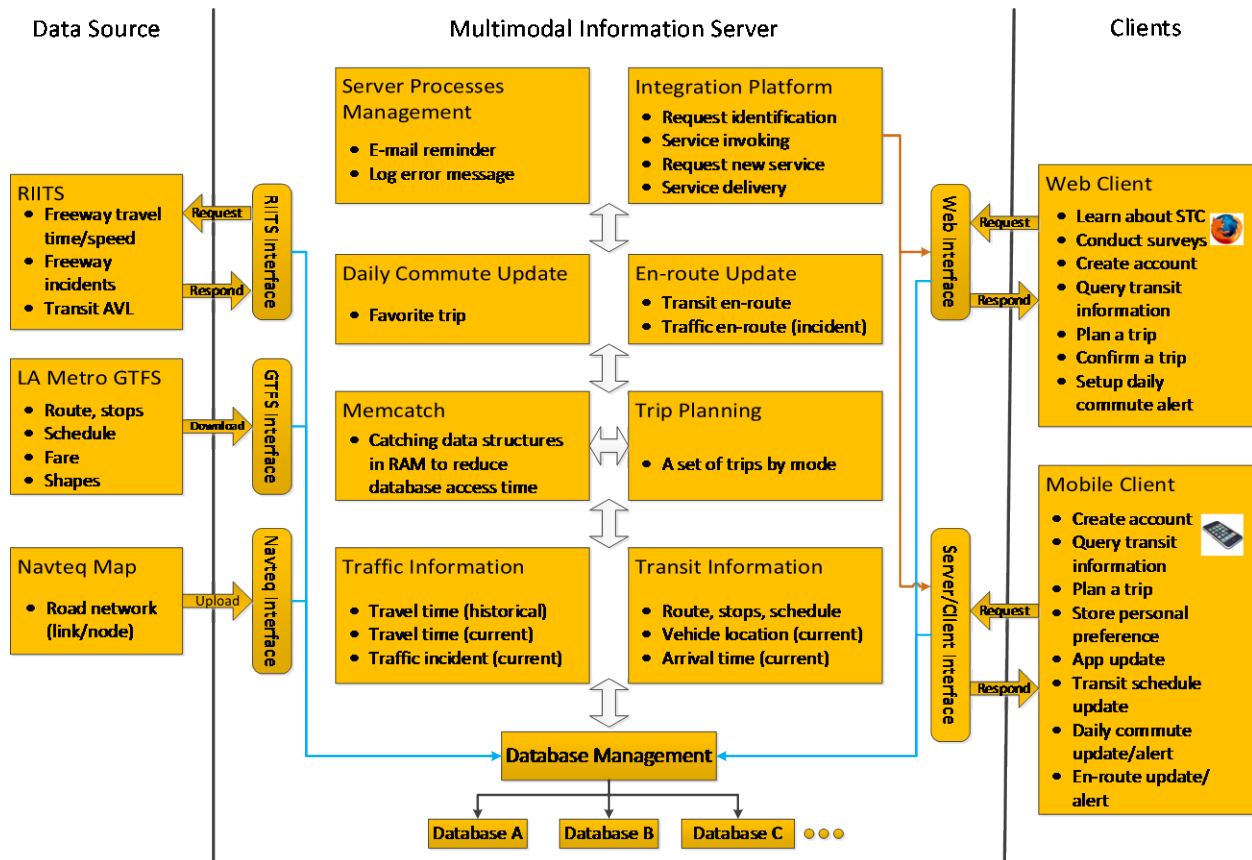 Data Source
Multimodal Information Server
Clients
Server Processes
Management
• E-mail reminder
• Log error message
Integration Platform
• Request identification
• Service invoking
• Request new service
• Service delivery
RIITS
• Freeway travel
time/speed
• Freeway
incidents
• Transit AVL
Request
Respond
RIITS Interface
Daily Commute Update
• Favorite trip
En-route Update
• Transit en-route
• Traffic en-route (incident)
Web Interface
Request
Respond
Web Client
• Learn about STC
• Conduct surveys
• Create account
• Query transit
information
• Plan a trip
• Confirm a trip
• Setup daily
commute alert
LA Metro GTFS
• Route, stops
• Schedule
• Fare
• Shapes
Download
GTFS Interface
Memcatch
• Catching data structures
in RAM to reduce
database access time
Trip Planning
• A set of trips by mode
Navteq Map
• Road network
(link/node)
Upload
Navteq Interface
Traffic Information
• Travel time (historical)
• Travel time (current)
• Traffic incident (current)
Transit Information
• Route, stops, schedule
• Vehicle location (current)
• Arrival time (current)
Server/Client Interface
Request
Respond
Mobile Client
• Create account
• Query transit
information
• Plan a trip
• Store personal
preference
• App update
• Transit schedule
update
• Daily commute
update/alert
• En-route update/
alert
Database Management
Database A
Database B
Database C